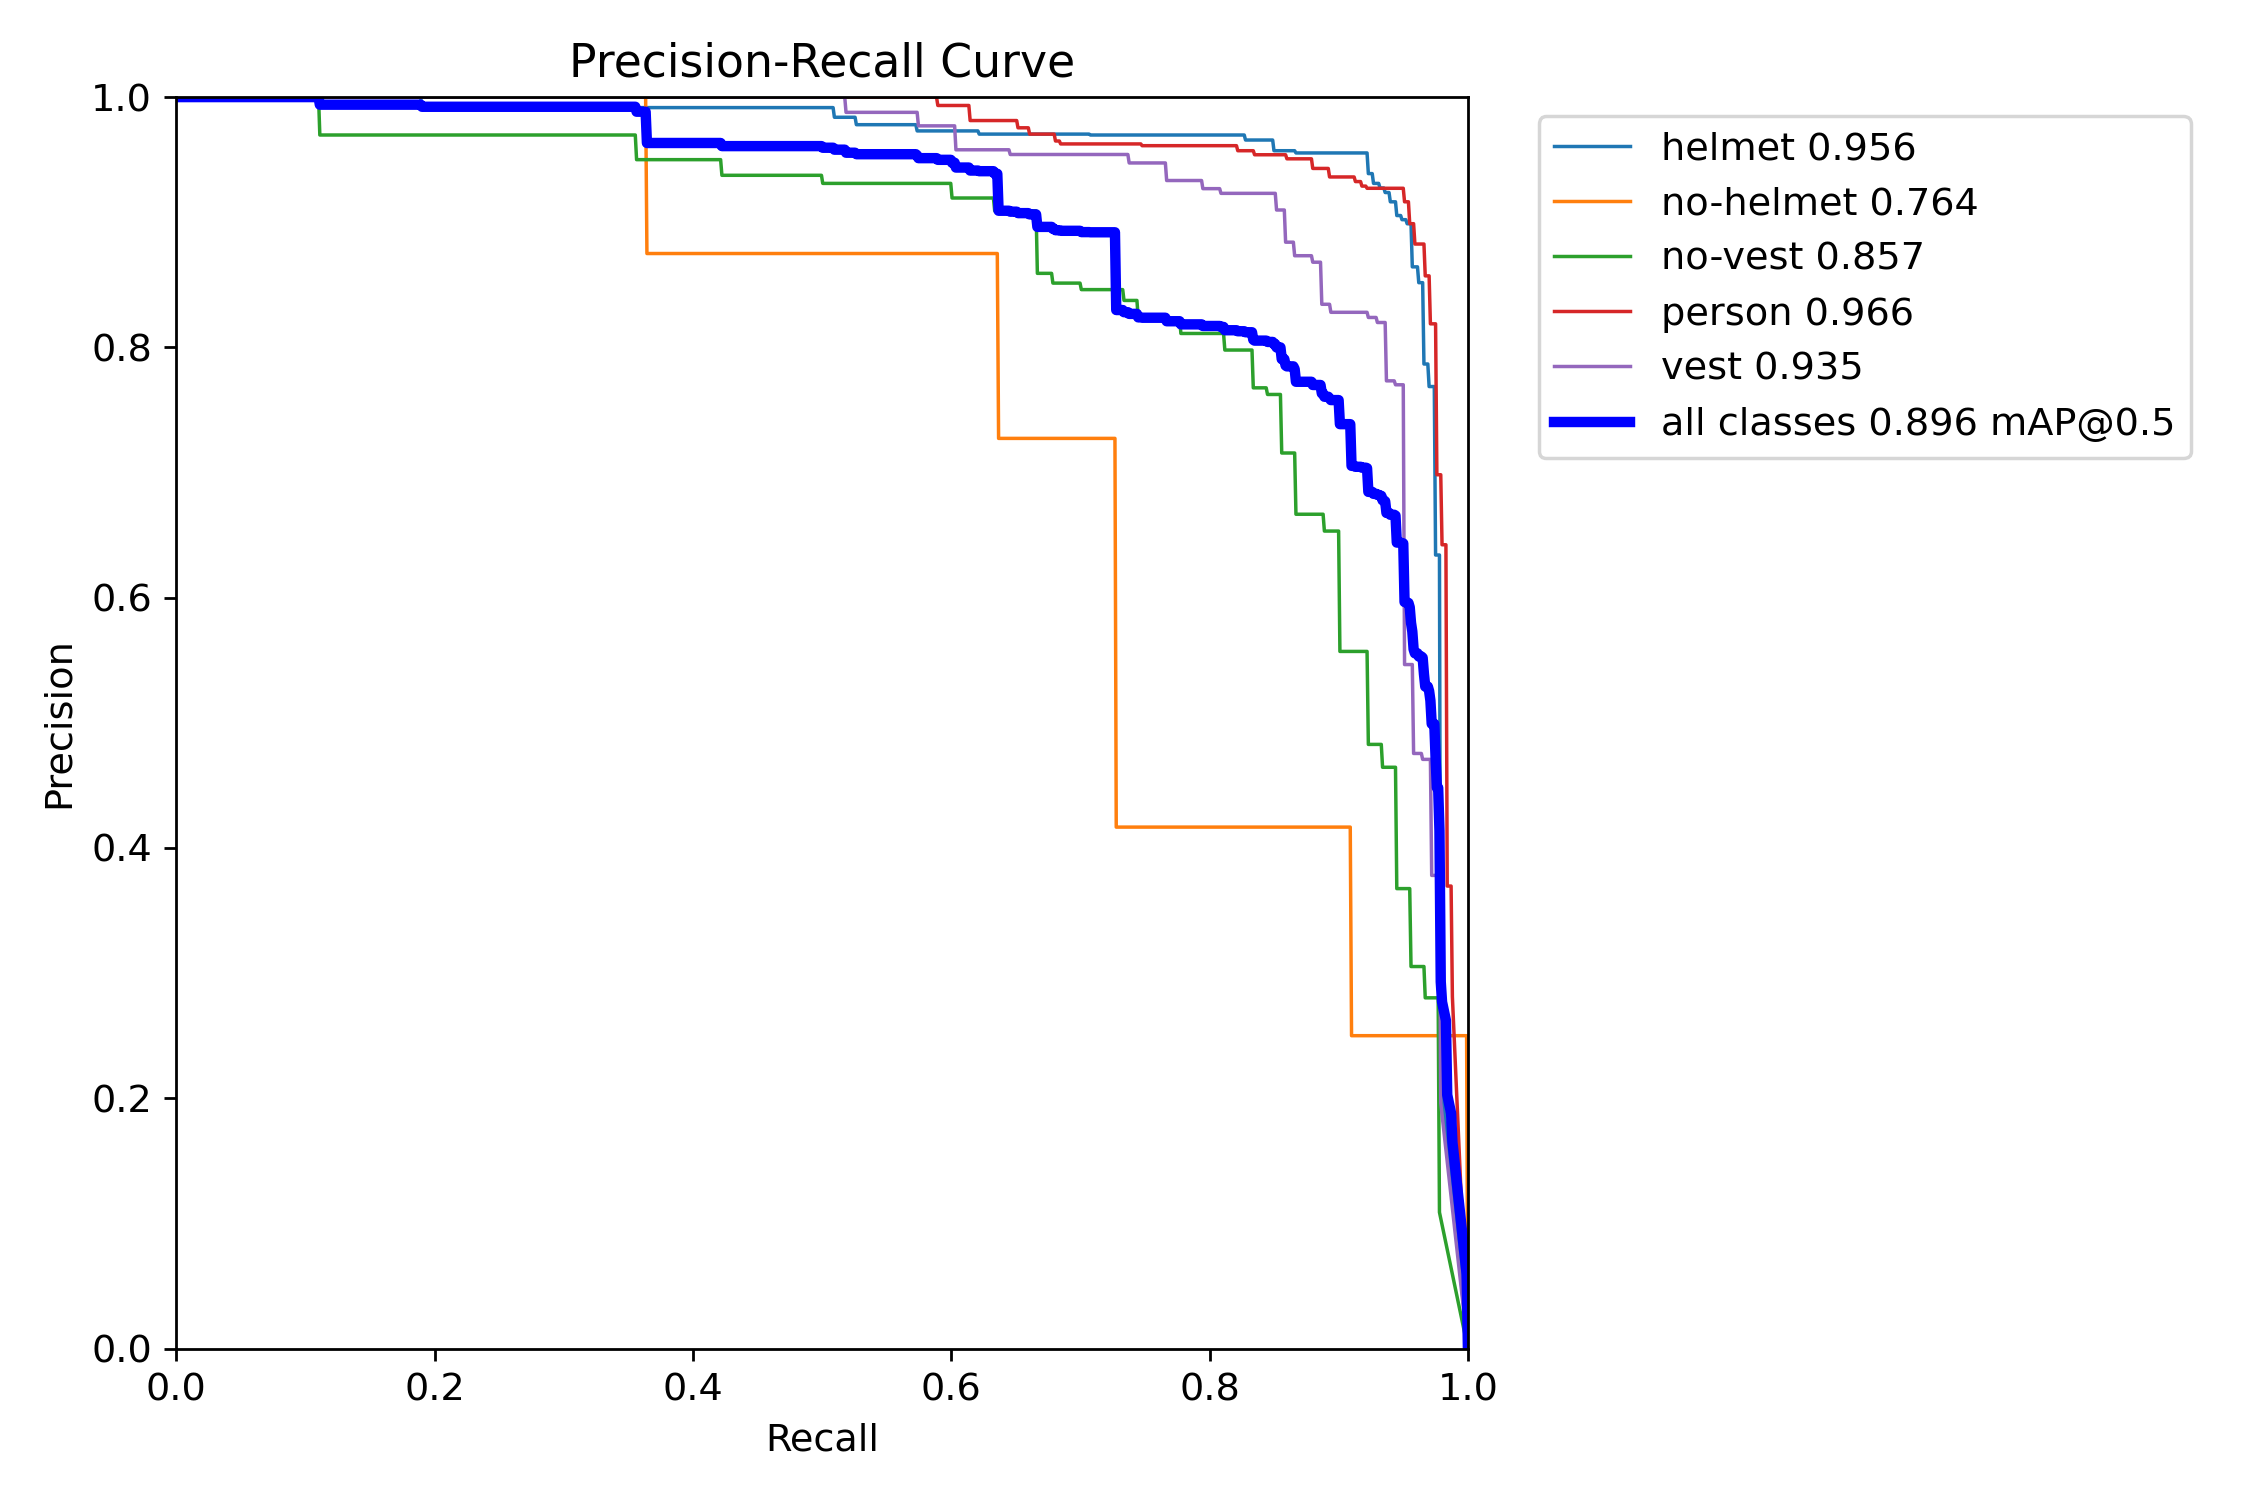 Precision-Recall Curve
1.0
0.8
0.6
0.4
0.2
0.0
Precision
0.0 0.2 0.4 0.6 0.8 1.0
Recall
helmet 0.956
no-helmet 0.764
no-vest 0.857
person 0.966
vest 0.935
all classes 0.896 mAP@0.5